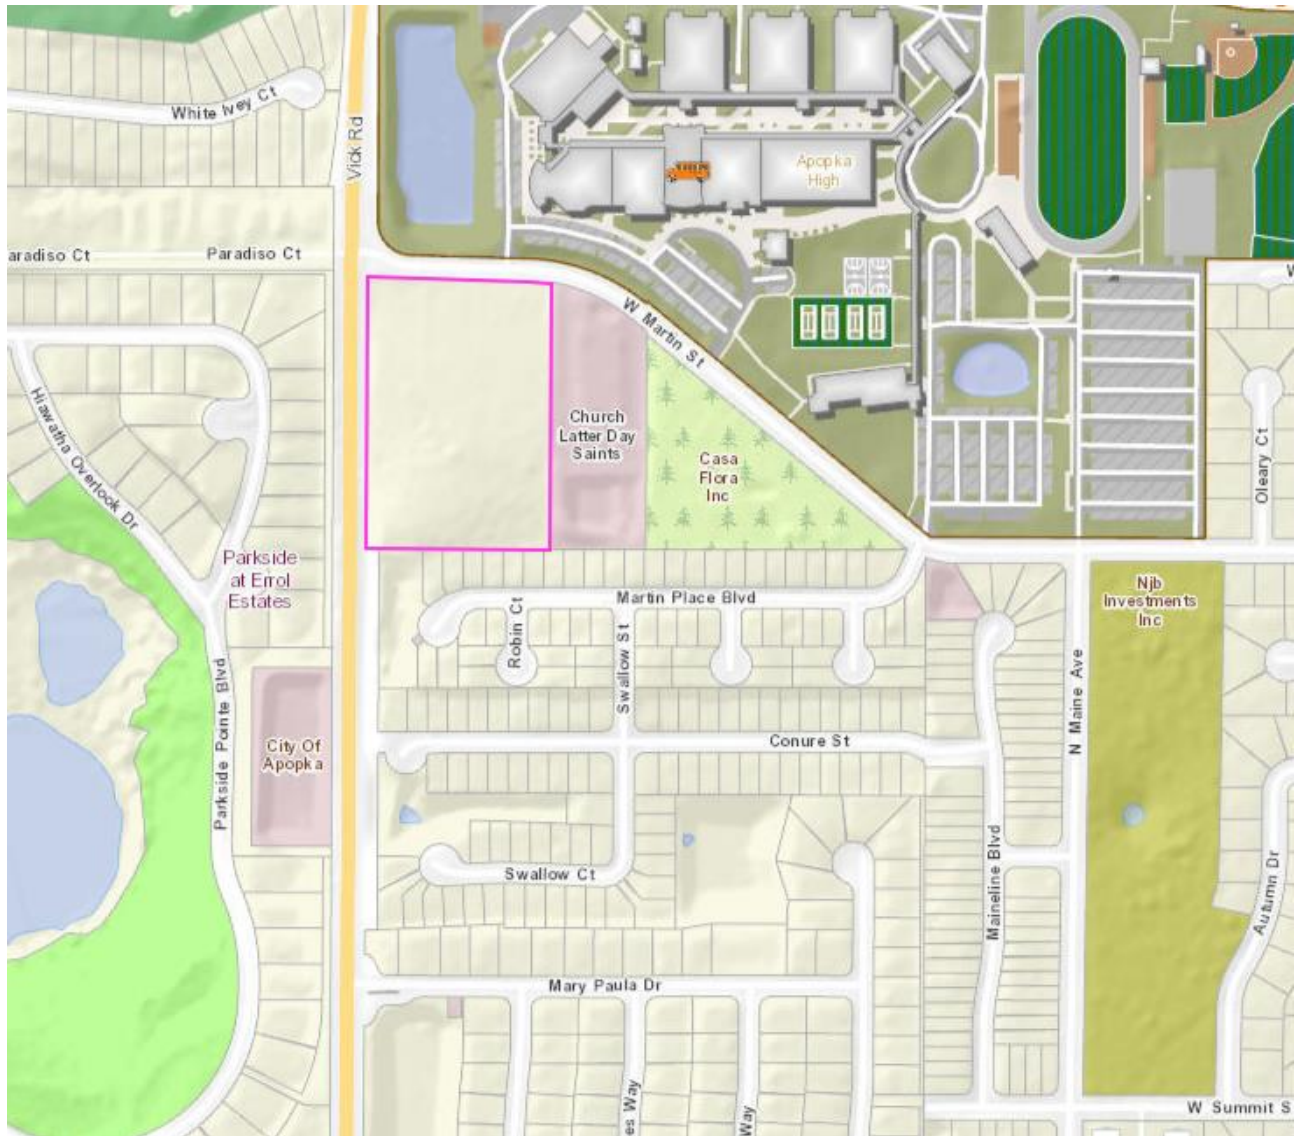 White Ivey Ct
Vick Rd
Apopka
High
aradiso Ct
Paradiso Ct
W
W Martin St
Hiawatha Overlook Dr
Church
Latter Day
Saints
Casa
Flora
Inc
Oleary Ct
Parkside
at Errol
Estates
Martin Place Blvd
Robin Ct
Swallow St
Njb
Investments
Inc
N Maine Ave
Parkside Pointe Blvd
City Of
Apopka
Conure St
Maineline Blvd
Autumn Dr
Swallow Ct
Mary Paula Dr
es Way
Way
W Summit S